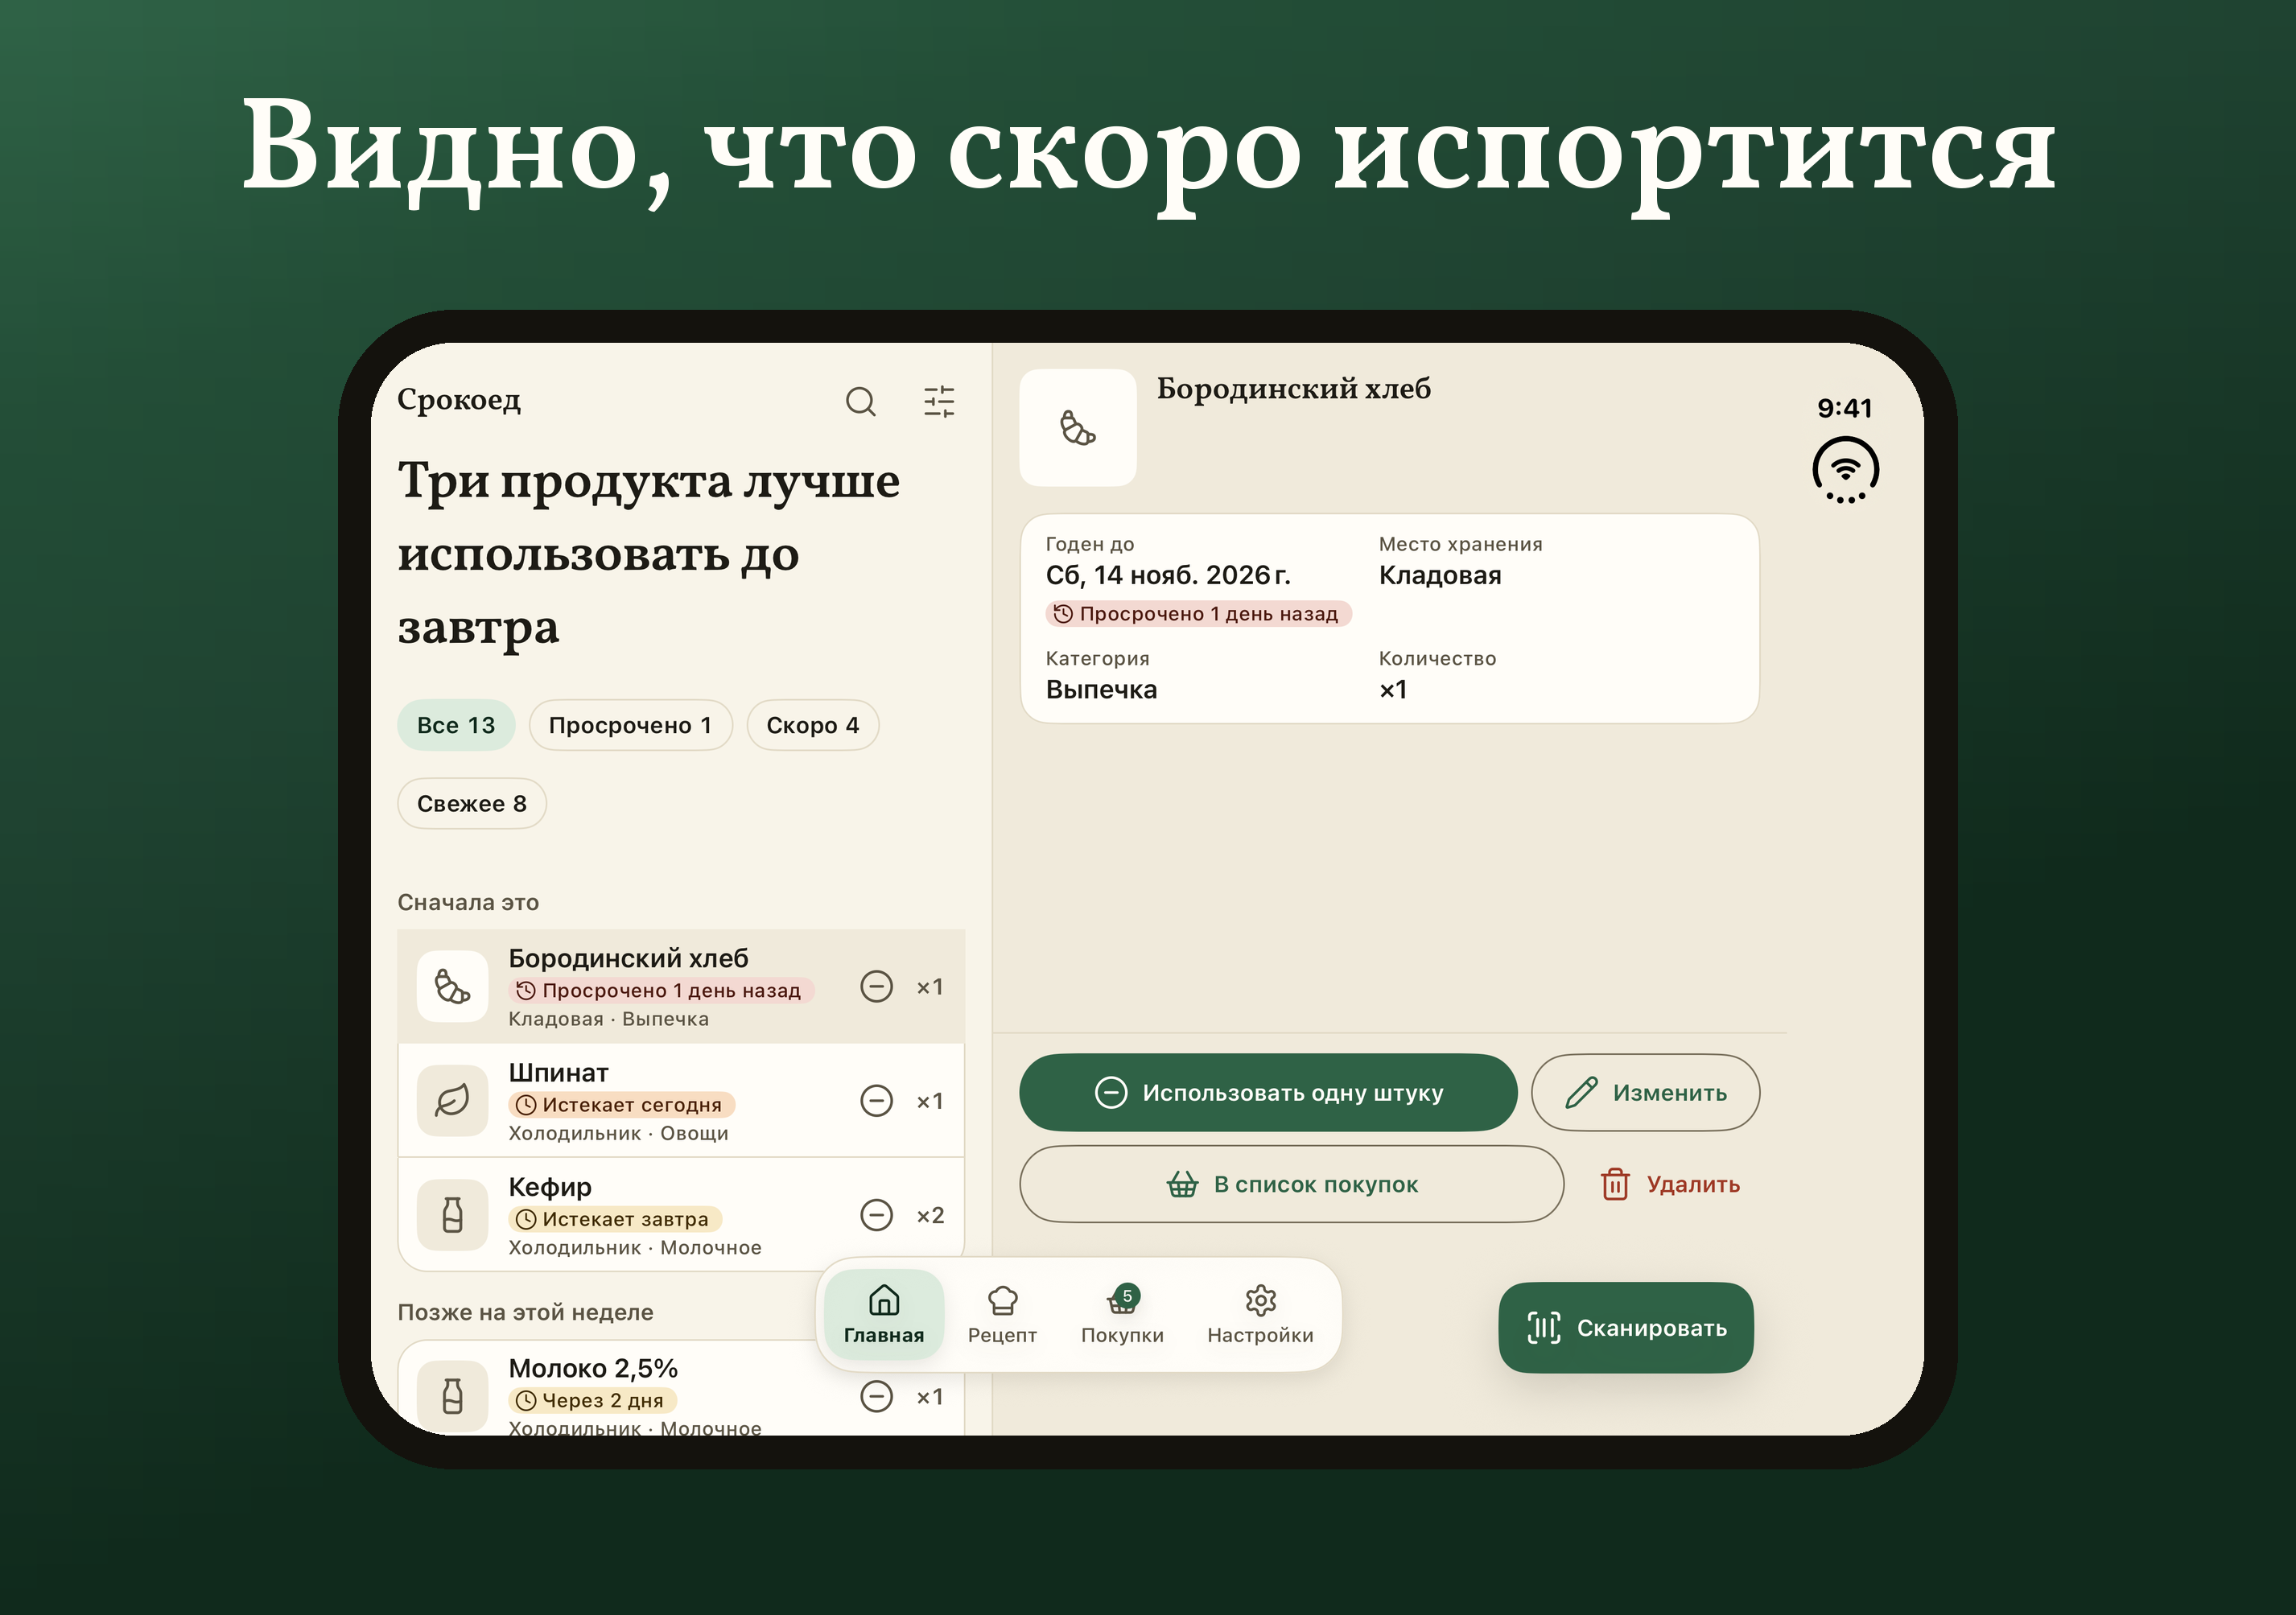 Видно, что скоро испортится
Срокоед
Три продукта лучше
использовать до
завтра
Все 13
Просрочено 1
Скоро 4
Свежее 8
Сначала это
Бородинский хлеб
Просрочено 1 день назад
Кладовая · Выпечка
×1
Шпинат
Истекает сегодня
Холодильник · Овощи
×1
Кефир
Истекает завтра
Холодильник · Молочное
×2
Позже на этой неделе
Молоко 2,5%
Через 2 дня
Холодильник · Молочное
×1
Бородинский хлеб
9:41
Годен до
Сб, 14 нояб. 2026 г.
Просрочено 1 день назад
Место хранения
Кладовая
Категория
Выпечка
Количество
×1
Использовать одну штуку
Изменить
В список покупок
Удалить
Главная
Рецепт
5
Покупки
Настройки
Сканировать